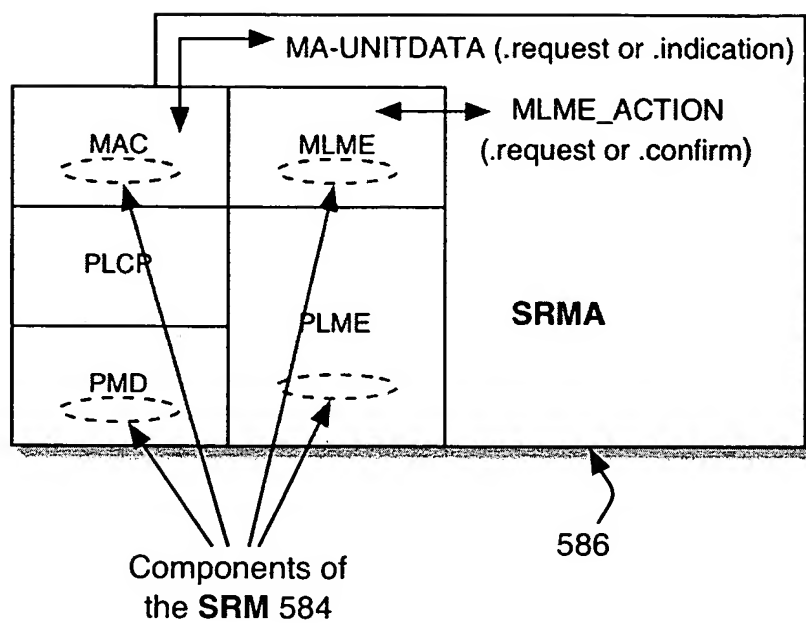 MA-UNITDATA (.request or .indication)
MAC
MLME
MLME_ACTION
(.request or .confirm)
PLCP
PLME
SRMA
PMD
586
Components of
the SRM 584